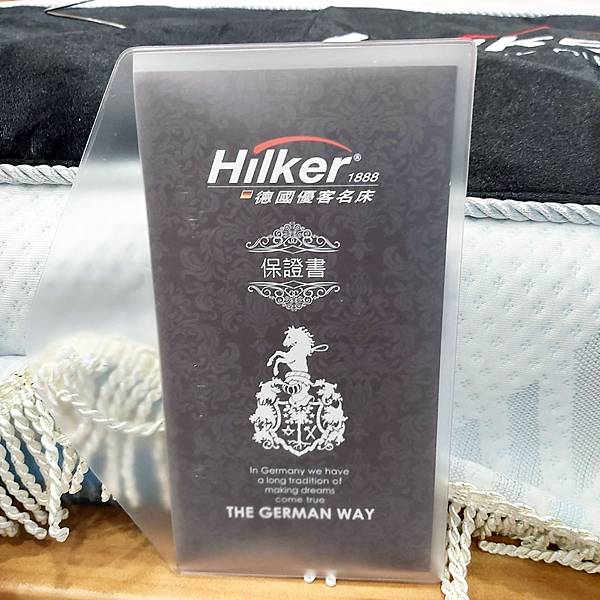 Hilker®
1888
德國優客名床
保證書
In Germany we have
a long tradition of
making dreams
come true
THE GERMAN WAY